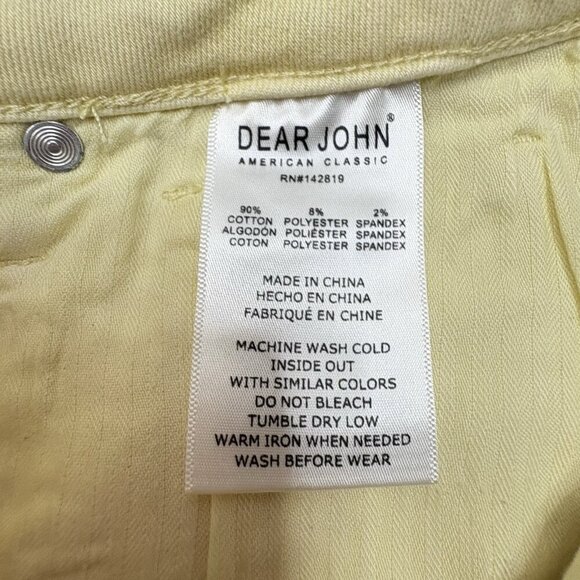 DEAR JOHN®
AMERICAN CLASSIC
RN#142819
90% 8% 2%
COTTON POLYESTER SPANDEX
ALGODÓN POLIÉSTER SPANDEX
COTON POLYESTER SPANDEX
MADE IN CHINA
HECHO EN CHINA
FABRIQUÉ EN CHINE
MACHINE WASH COLD
INSIDE OUT
WITH SIMILAR COLORS
DO NOT BLEACH
TUMBLE DRY LOW
WARM IRON WHEN NEEDED
WASH BEFORE WEAR